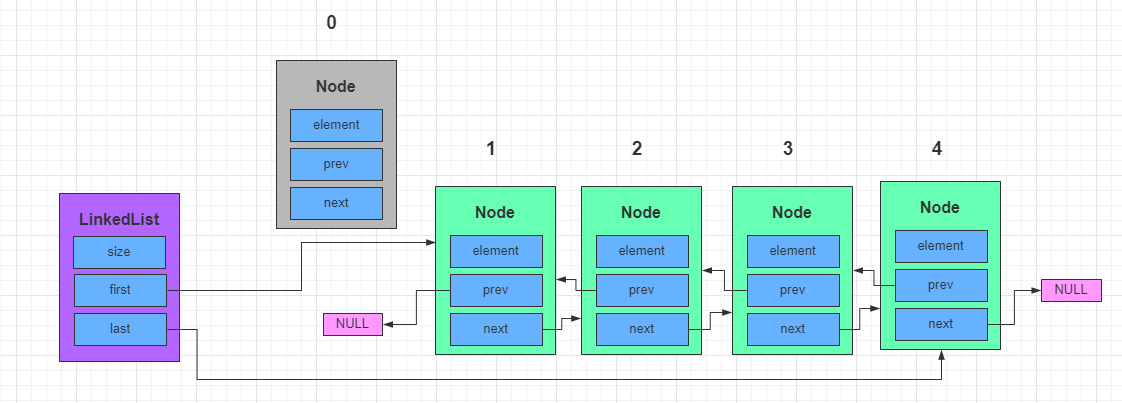 0
Node
element
prev
next
1
2
3
4
LinkedList
size
first
last
Node
element
prev
next
Node
element
prev
next
Node
element
prev
next
Node
element
prev
next
NULL
NULL